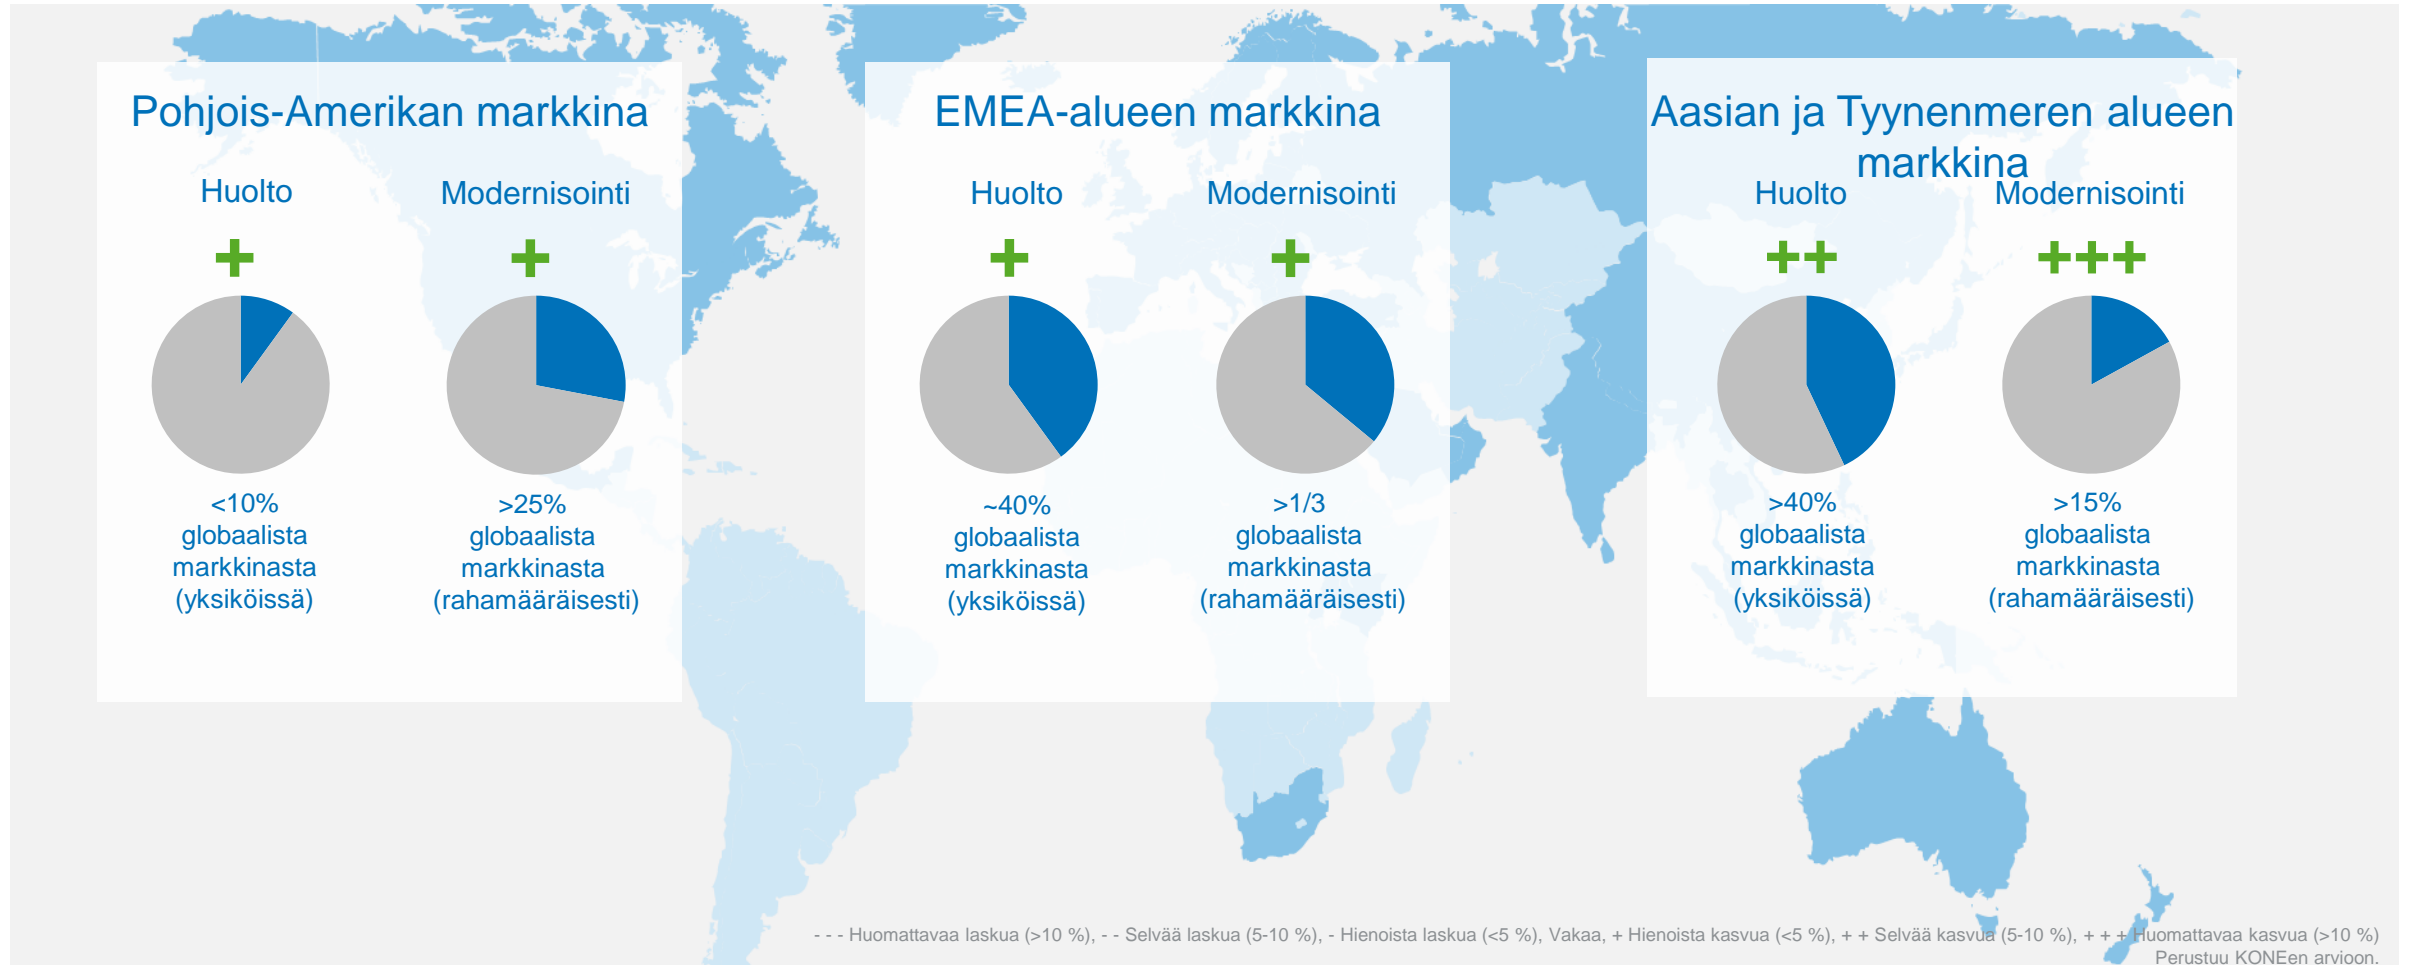 Pohjois-Amerikan markkina
Huolto
Modernisointi
+
+
<10%
globaalista
markkinasta
(yksiköissä)
>25%
globaalista
markkinasta
(rahamääräisesti)
EMEA-alueen markkina
Huolto
Modernisointi
+
+
~40%
globaalista
markkinasta
(yksiköissä)
>1/3
globaalista
markkinasta
(rahamääräisesti)
Aasian ja Tyynenmeren alueen
markkina
Huolto
Modernisointi
++
+++
>40%
globaalista
markkinasta
(yksiköissä)
>15%
globaalista
markkinasta
(rahamääräisesti)
- - - Huomattavaa laskua (>10 %), - - Selvää laskua (5-10 %), - Hienoista laskua (<5 %), Vakaa, + Hienoista kasvua (<5 %), + + Selvää kasvua (5-10 %), + + + Huomattavaa kasvua (>10 %)
Perustuu KONEen arvioon.